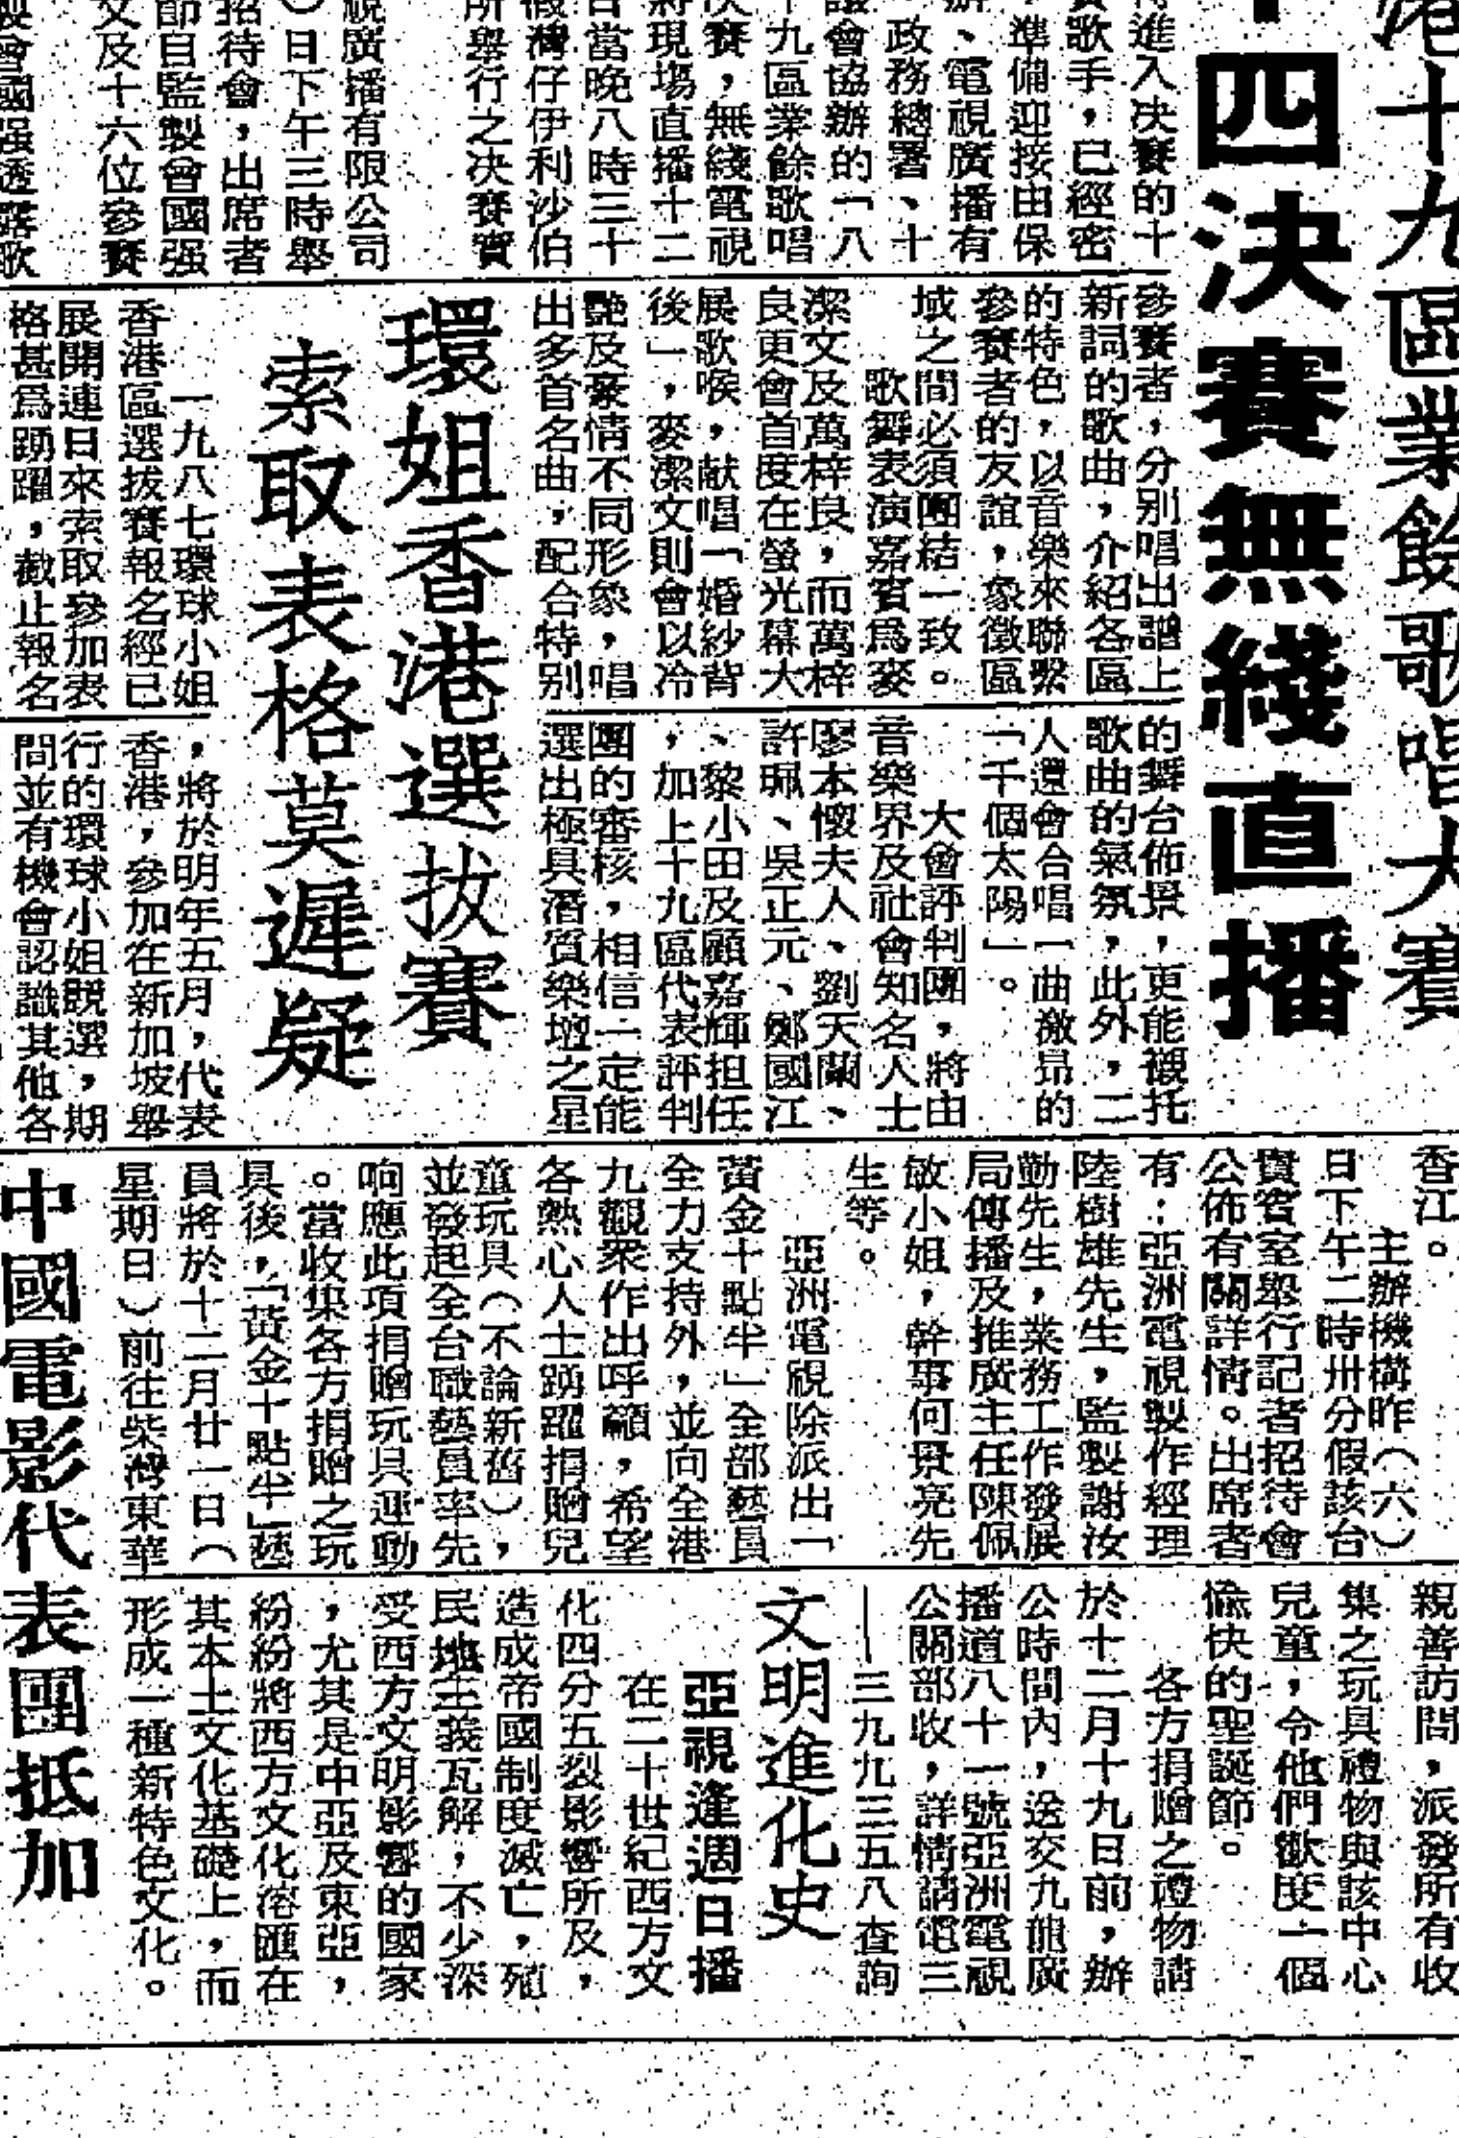 港十九區業餘歌唱大賽
四決賽無綫直播
進入决賽的十
歌手，已經密
準備迎接由保
、電視廣播有
政務總署、十
會協辦的「八
十九區業餘歌唱
决賽，無綫電視
將現場直播十二
日當晚八時三十
假灣仔伊利沙伯
所舉行之决賽實
視廣播有限公司
）日下午三時舉
招待會，出席者
節目監製會國强
文及十六位參賽
製會國强透露歌
參賽者，分别唱出譜上
新詞的歌曲，介紹各區
的特色，以音樂來聯繫
參賽者的友誼，象徵區
域之間必須團結一致。
歌舞表演嘉賓爲麥
潔文及萬梓良，而萬梓
良更會首度在螢光幕大
展歌喉，献唱「婚紗背
後」，麥潔文則會以冷
艷及豪情不同形象，唱
出多首名曲，配合特别
的舞台佈景，更能襯托
歌曲的氣氛，此外，二
人還會合唱一曲激昂的
「千個太陽」。
大會評判團，將由
音樂界及社會知名人士
廖本懷夫人、劉天蘭、
許珮、吳正元、鄭國江
、黎小田及顧嘉輝担任
，加上十九區代表評判
團的審核，相信一定能
選出極具潛質樂壇之星
環姐香港選拔賽
索取表格莫遲疑
一九八七環球小姐
香港區選拔賽報名經已
展開連日來索取參加表
格甚爲踴躍，截止報名
，將於明年五月，代表
香港，參加在新加坡舉
行的環球小姐競選，期
間並有機會認識其他各
香江。
主辦機構昨（六）
日下午二時卅分假該台
貴賓室舉行記者招待會
公佈有關詳情。出席者
有：亞洲電視製作經理
陸樹雄先生，監製謝汝
勤先生，業務工作發展
局傳播及推廣主任陳佩
敏小姐，幹事何景亮先
生等。
亞洲電視除派出「
黃金十點半」全部藝員
全力支持外，並向全港
九觀衆作出呼籲，希望
各熱心人士踴躍捐贈兒
童玩具（不論新舊），
並發起全台職藝員率先
响應此項捐贈玩具運動
。當收集各方捐贈之玩
具後，「黃金十點半」藝
員將於十二月廿一日（
星期日）前往柴灣東華
親善訪問，派發所有收
集之玩具禮物與該中心
兒童，令他們歡度一個
愉快的聖誕節。
各方捐贈之禮物請
於十二月十九日前，辦
公時間內，送交九龍廣
播道八十一號亞洲電視
公關部收，詳情請電三
—三九九三五八查詢
文明進化史
亞視逢週日播
在二十世紀西方文
化四分五裂影響所及，
造成帝國制度滅亡，殖
民地主義瓦解，不少深
受西方文明影響的國家
，尤其是中亞及東亞，
紛紛將西方文化溶匯在
其本土文化基礎上，而
形成一種新特色文化。
中國電影代表團抵加